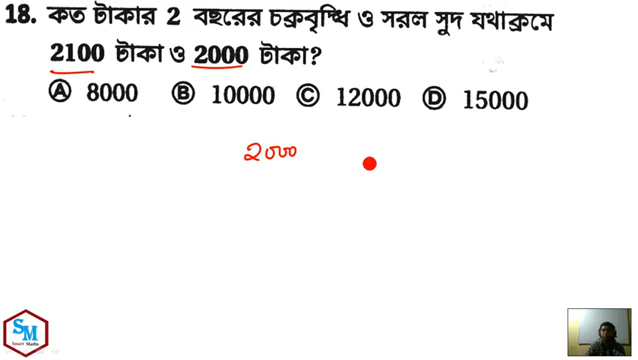 18. কত টাকার 2 বছরের চক্রবৃদ্ধি ও সরল সুদ যথাক্রমে
2100 টাকা ও 2000 টাকা?
Ⓐ 8000 Ⓑ 10000 Ⓒ 12000 Ⓓ 15000
2000
SM
Smart Maths